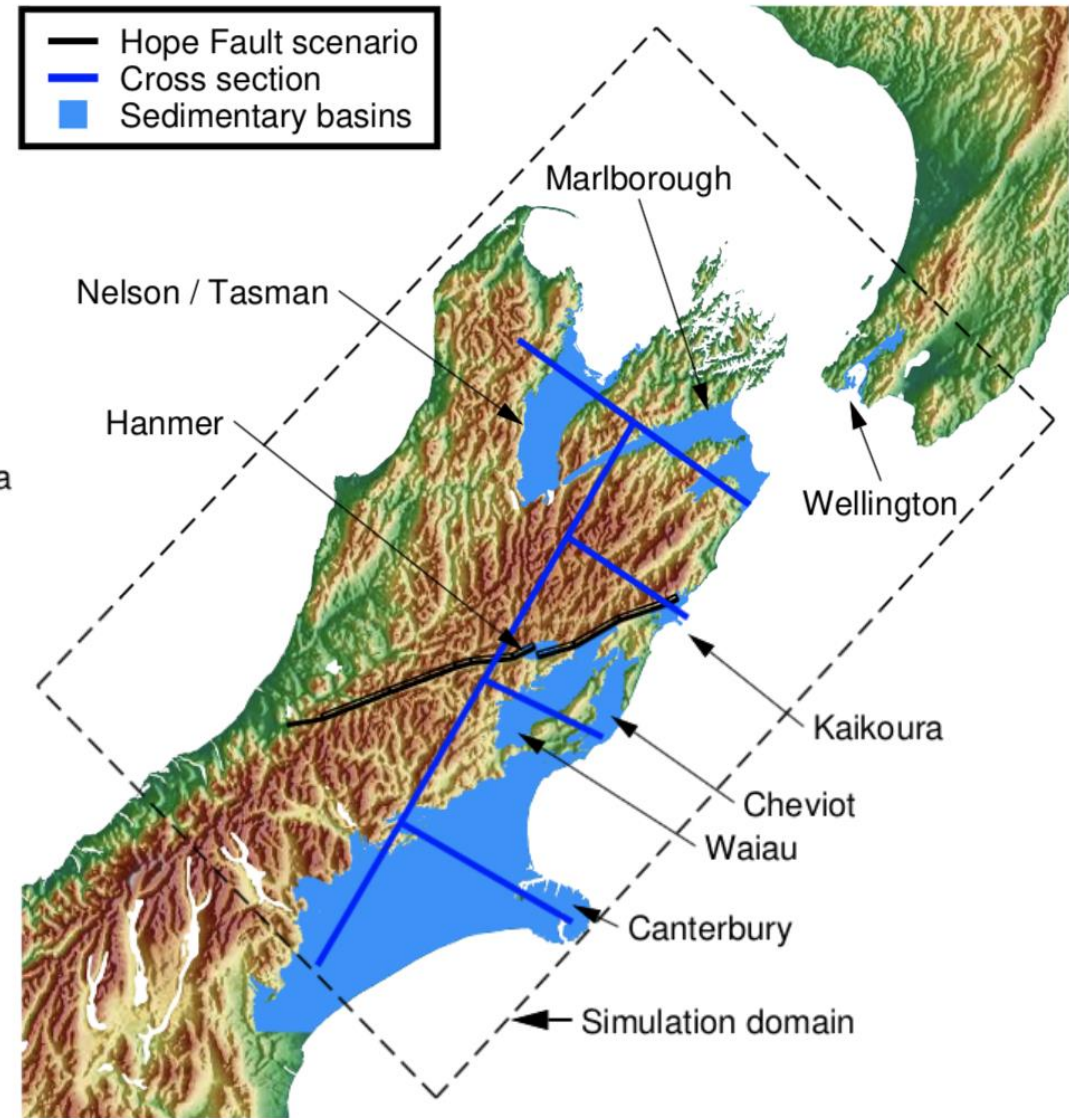 Hope Fault scenario
Cross section
Sedimentary basins
Marlborough
Nelson / Tasman
Hanmer
a
Wellington
Kaikoura
Cheviot
Waiau
Canterbury
Simulation domain